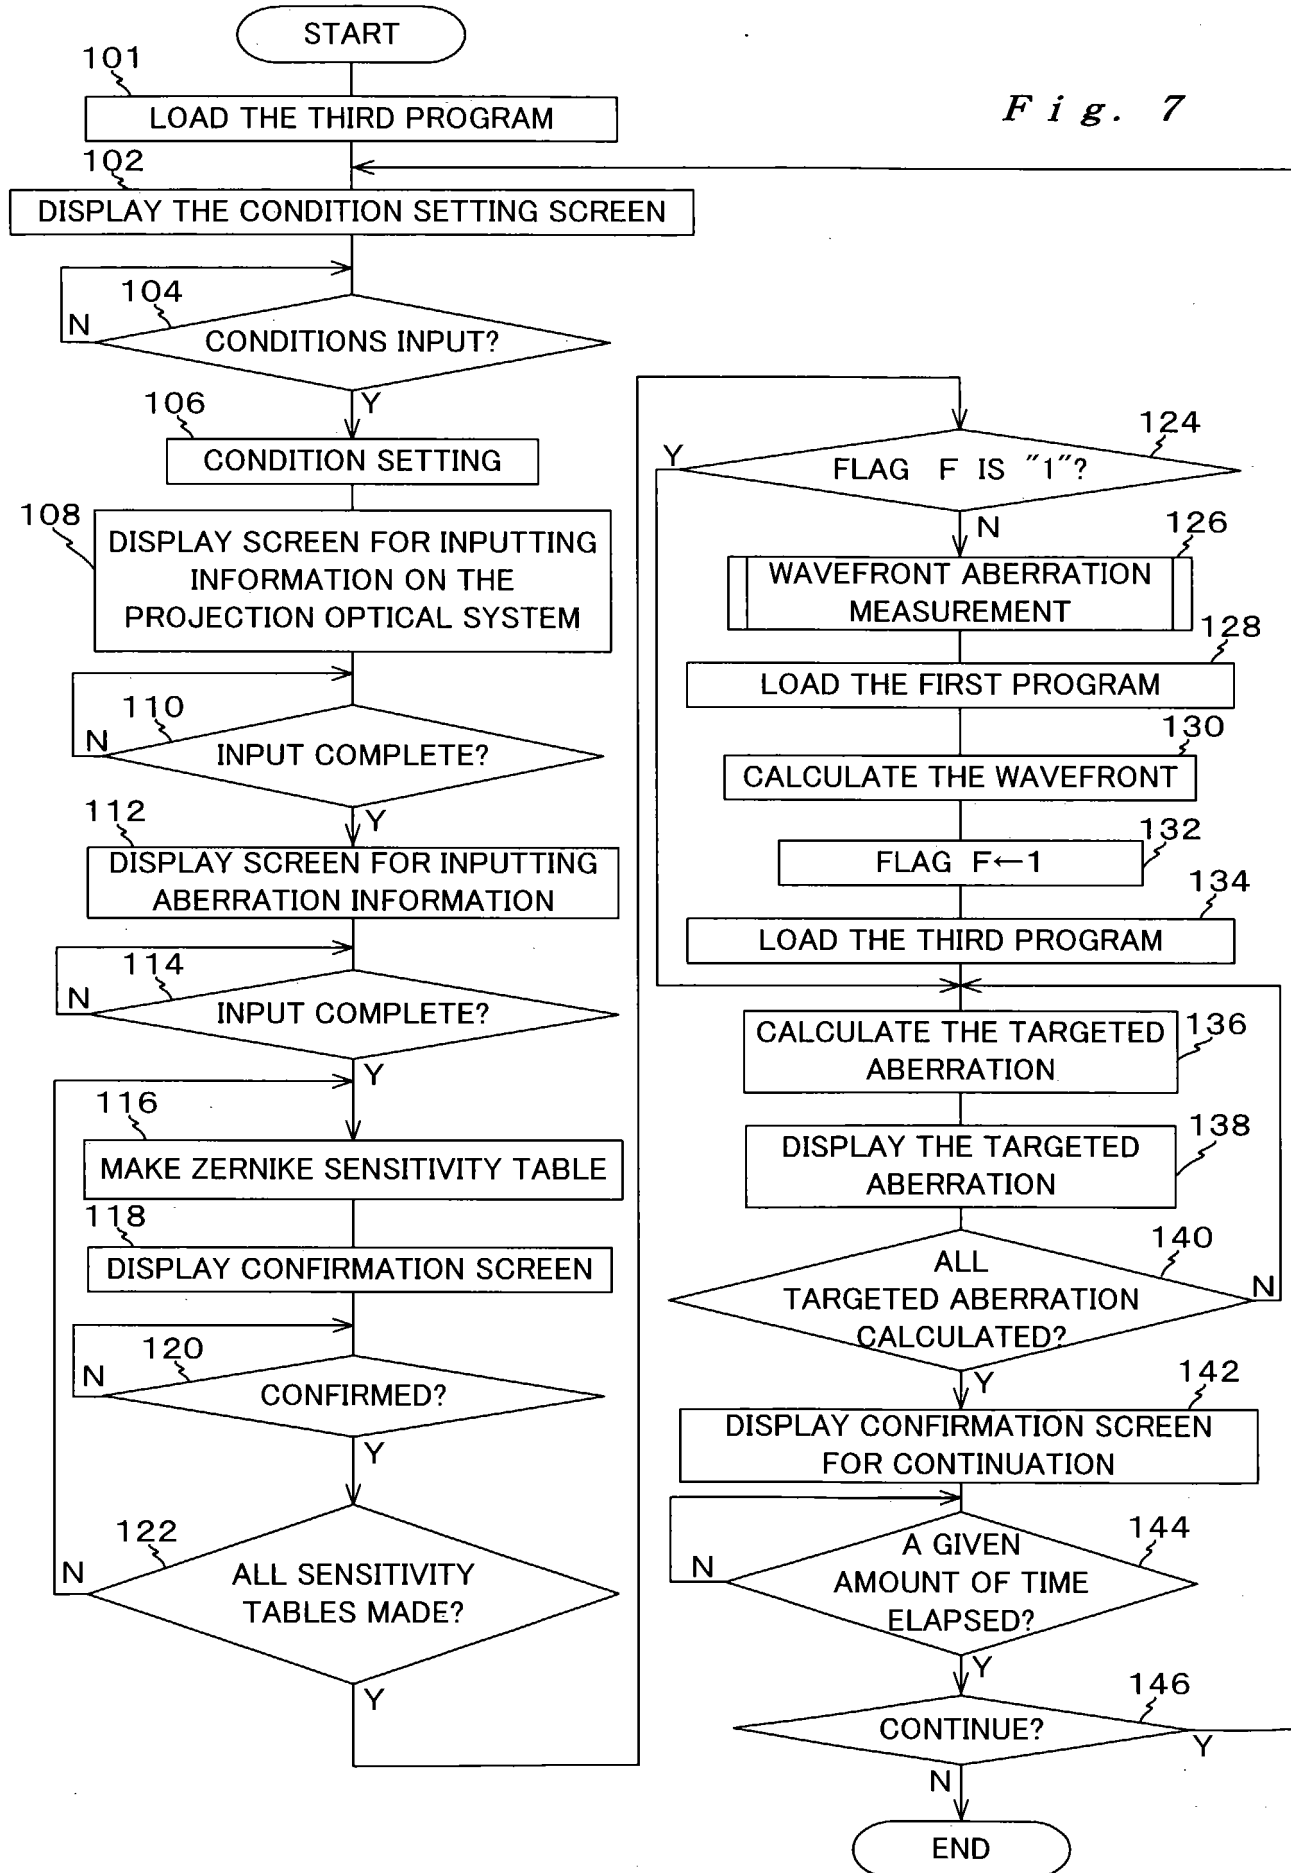 START
101
LOAD THE THIRD PROGRAM
Fig. 7
102
DISPLAY THE CONDITION SETTING SCREEN
104
N
CONDITIONS INPUT?
Y
106
CONDITION SETTING
108
DISPLAY SCREEN FOR INPUTTING
INFORMATION ON THE
PROJECTION OPTICAL SYSTEM
110
N
INPUT COMPLETE?
Y
112
DISPLAY SCREEN FOR INPUTTING
ABERRATION INFORMATION
114
N
INPUT COMPLETE?
Y
116
MAKE ZERNIKE SENSITIVITY TABLE
118
DISPLAY CONFIRMATION SCREEN
120
N
CONFIRMED?
Y
122
N
ALL SENSITIVITY
TABLES MADE?
Y
124
Y
FLAG F IS "1"?
N
126
WAVEFRONT ABERRATION
MEASUREMENT
128
LOAD THE FIRST PROGRAM
130
CALCULATE THE WAVEFRONT
132
FLAG F←1
134
LOAD THE THIRD PROGRAM
CALCULATE THE TARGETED
ABERRATION
136
DISPLAY THE TARGETED
ABERRATION
138
140
ALL
TARGETED ABERRATION
CALCULATED?
N
Y
142
DISPLAY CONFIRMATION SCREEN
FOR CONTINUATION
144
N
A GIVEN
AMOUNT OF TIME
ELAPSED?
Y
146
CONTINUE?
Y
N
END